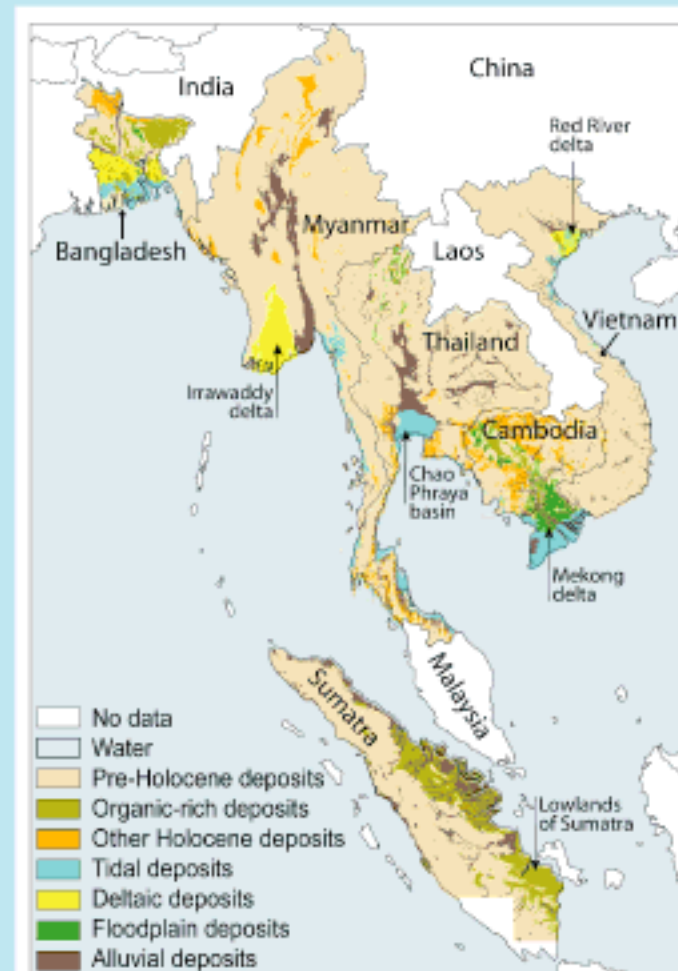 India
China
Red River
delta
Myanmar
Bangladesh
Laos
Vietnam
Thailand
Irrawaddy
delta
Cambodia
Chao
Phraya
basin
Mekong
delta
Malaysia
Sumatra
Lowlands
of Sumatra
No data
Water
Pre-Holocene deposits
Organic-rich deposits
Other Holocene deposits
Tidal deposits
Deltaic deposits
Floodplain deposits
Alluvial deposits